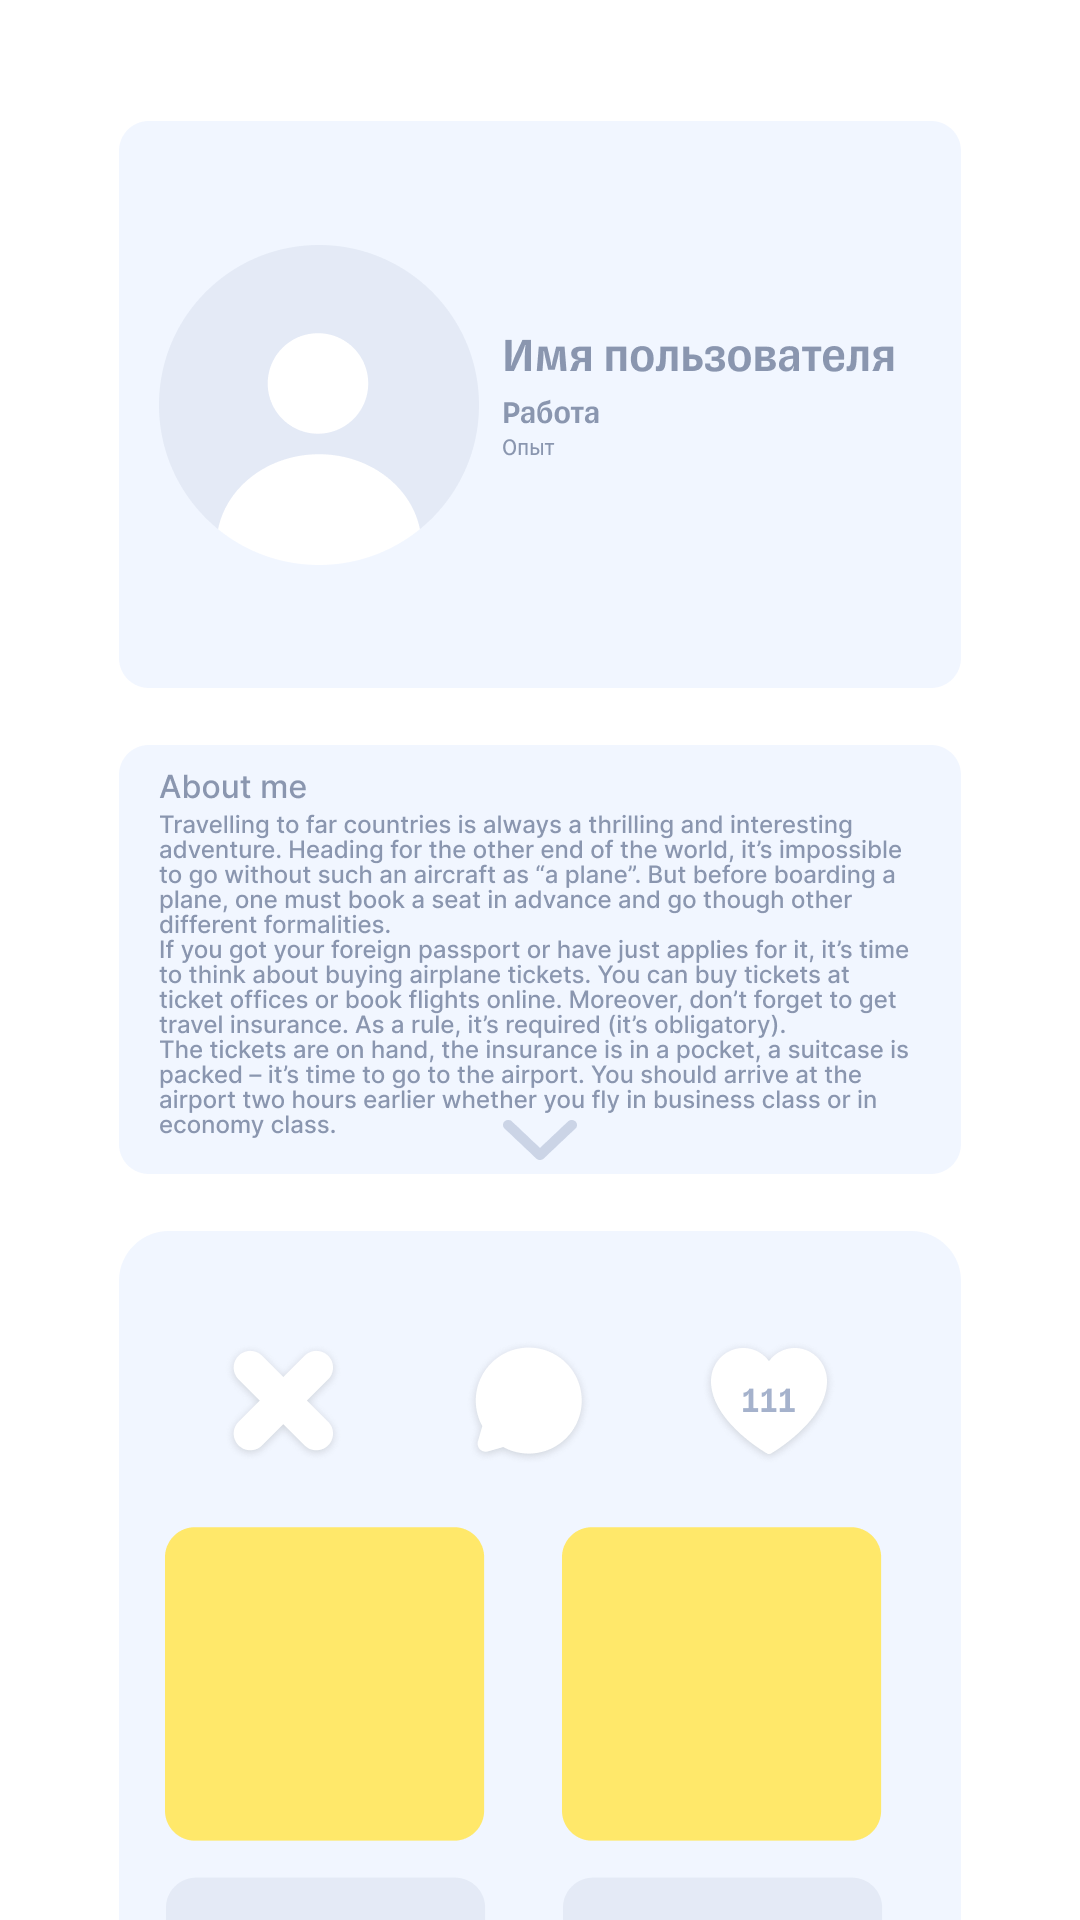 Имя пользователя
Работа
Опыт
About me
Travelling to far countries is always a thrilling and interesting
adventure. Heading for the other end of the world, it’s impossible
to go without such an aircraft as “a plane”. But before boarding a
plane, one must book a seat in advance and go though other
different formalities.
If you got your foreign passport or have just applies for it, it’s time
to think about buying airplane tickets. You can buy tickets at
ticket offices or book flights online. Moreover, don’t forget to get
travel insurance. As a rule, it’s required (it’s obligatory).
The tickets are on hand, the insurance is in a pocket, a suitcase is
packed – it’s time to go to the airport. You should arrive at the
airport two hours earlier whether you fly in business class or in
economy class.
111